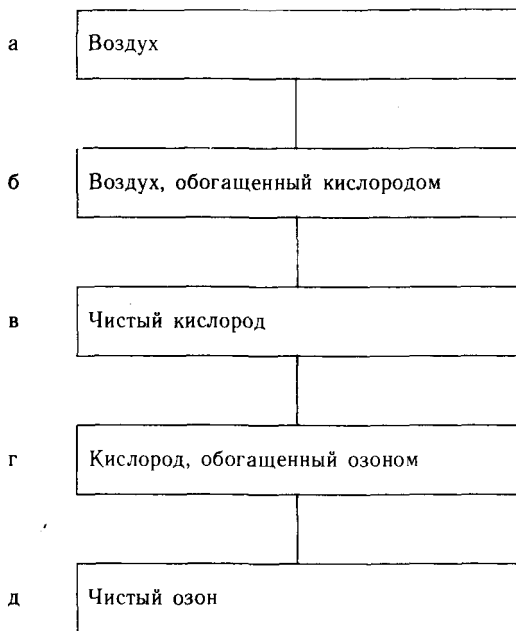 а Воздух
б Воздух, обогащенный кислородом
в Чистый кислород
г Кислород, обогащенный озоном
д Чистый озон